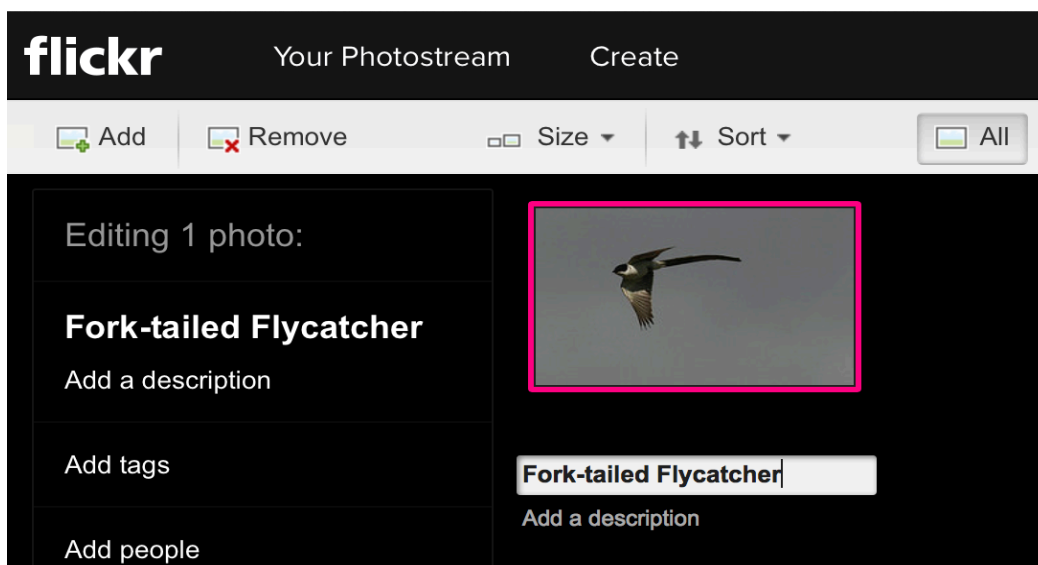 flickr Your Photostream Create
Add Remove Size Sort All
Editing 1 photo:
Fork-tailed Flycatcher
Add a description
Add tags
Add people
Fork-tailed Flycatcher
Add a description